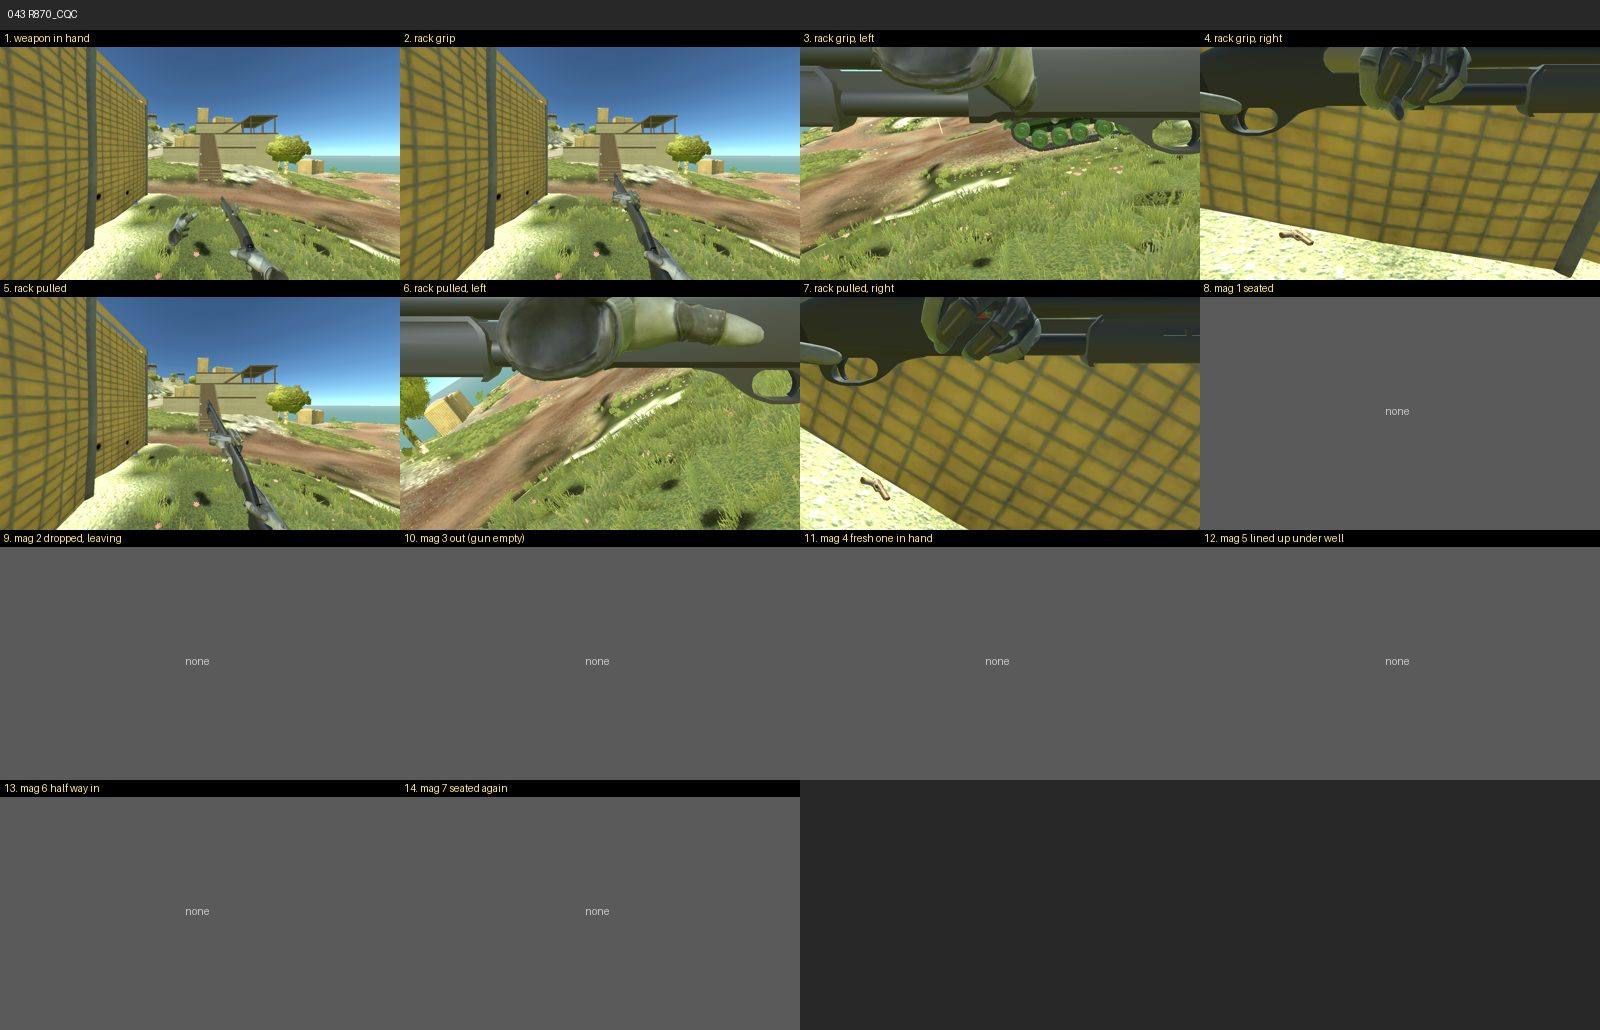 043 R870_CQC
1. weapon in hand
2. rack grip
3. rack grip, left
4. rack grip, right
5. rack pulled
6. rack pulled, left
7. rack pulled, right
8. mag 1 seated
none
9. mag 2 dropped, leaving
10. mag 3 out (gun empty)
11. mag 4 fresh one in hand
12. mag 5 lined up under well
none
none
none
none
13. mag 6 half way in
14. mag 7 seated again
none
none